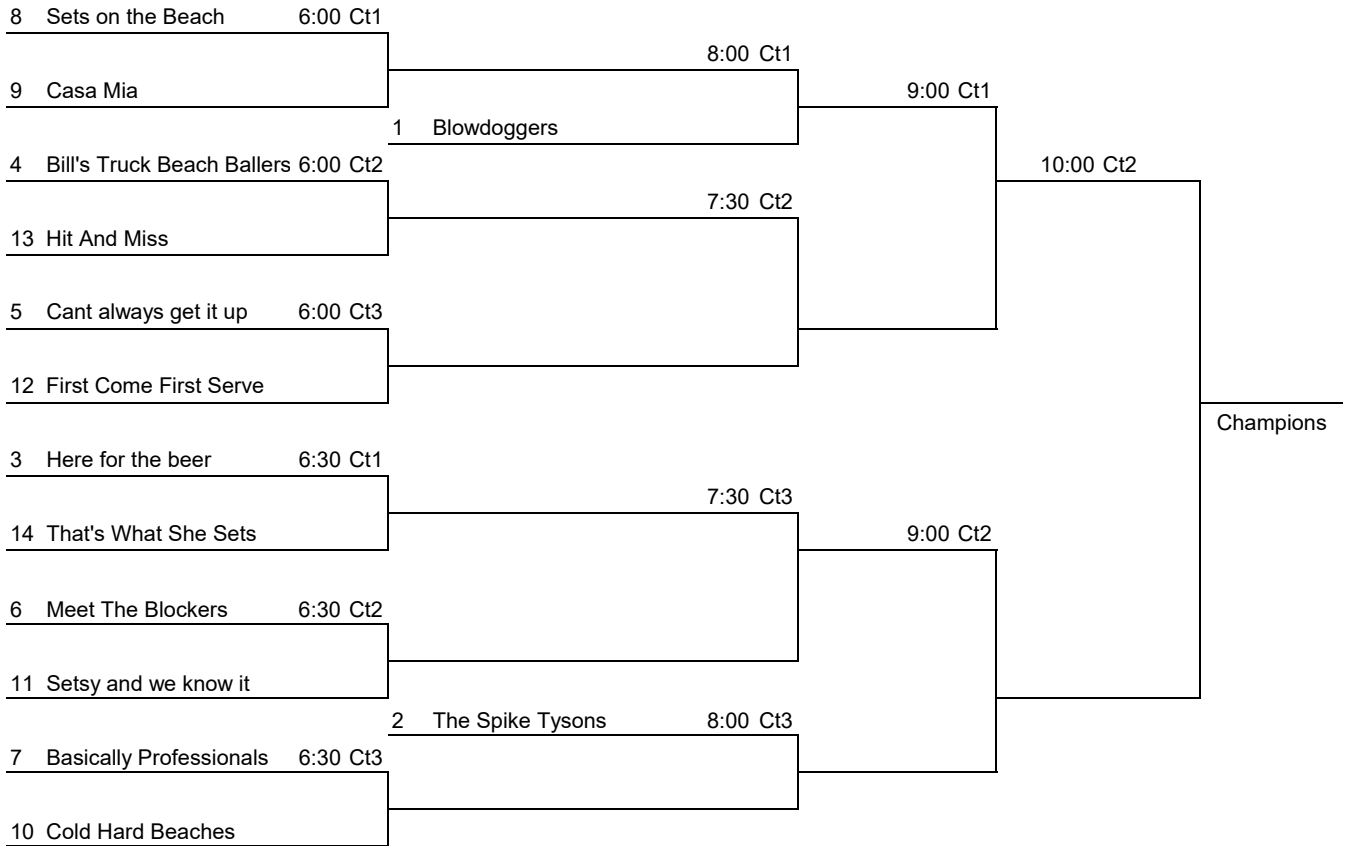 8 Sets on the Beach 6:00 Ct1
8:00 Ct1
9 Casa Mia 9:00 Ct1
1 Blowdoggers
4 Bill's Truck Beach Ballers 6:00 Ct2 10:00 Ct2
7:30 Ct2
13 Hit And Miss
5 Cant always get it up 6:00 Ct3
12 First Come First Serve
Champions
3 Here for the beer 6:30 Ct1
7:30 Ct3
14 That's What She Sets 9:00 Ct2
6 Meet The Blockers 6:30 Ct2
11 Setsy and we know it
2 The Spike Tysons 8:00 Ct3
7 Basically Professionals 6:30 Ct3
10 Cold Hard Beaches